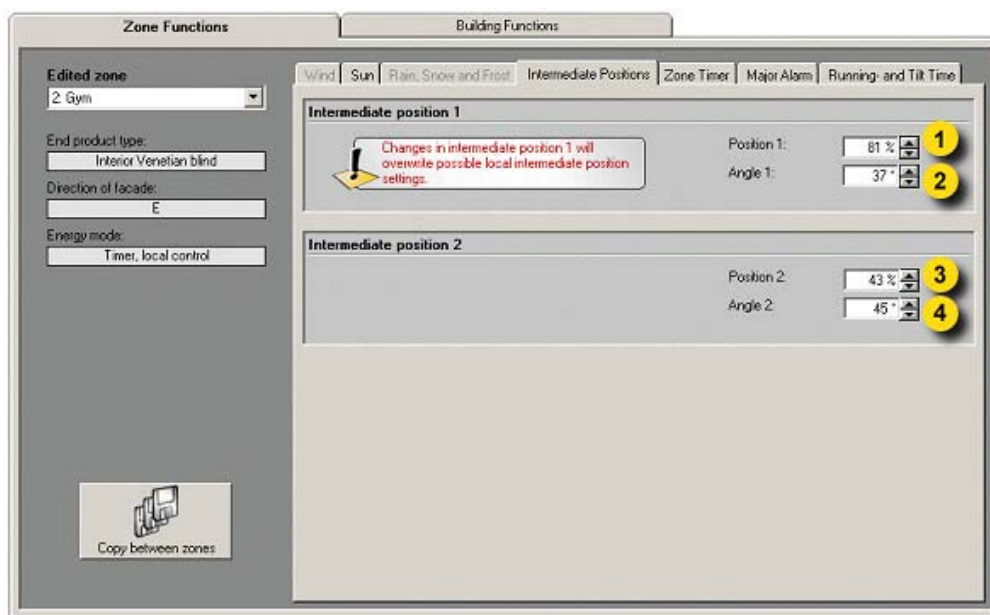 Zone Functions
Building Functions
Edited zone
2. Gym
End product type:
Interior Venetian blind
Direction of facade:
E
Energy mode:
Timer, local control
Copy between zones
Wind Sun Rain, Snow and Frost Intermediate Positions Zone Timer Major Alarm Running- and Tilt Time
Intermediate position 1
Changes in intermediate position 1 will
overwrite possible local intermediate position
settings.
Position 1: 81 % 1
Angle 1: 37 ° 2
Intermediate position 2
Position 2: 43 % 3
Angle 2: 45 ° 4